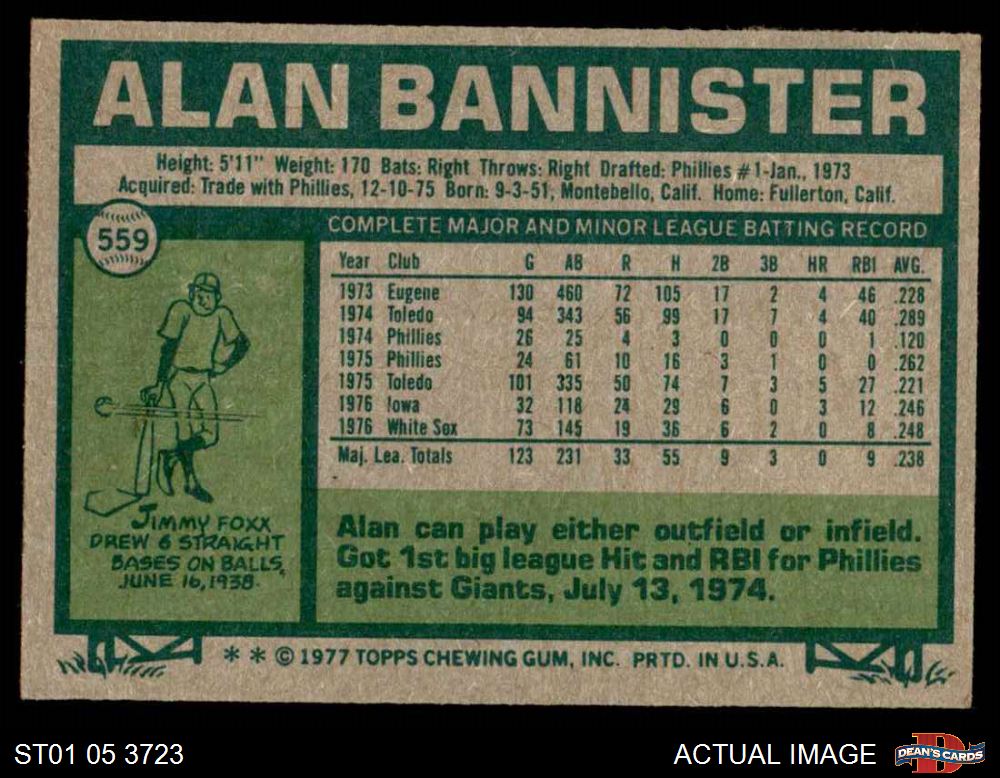 ALAN BANNISTER
Height: 5'11" Weight: 170 Bats: Right Throws: Right Drafted: Phillies #1-Jan., 1973
Acquired: Trade with Phillies, 12-10-75 Born: 9-3-51, Montebello, Calif. Home: Fullerton, Calif.
559
COMPLETE MAJOR AND MINOR LEAGUE BATTING RECORD
Year Club G AB R H 2B 3B HR RBI AVG.
1973 Eugene 130 460 72 105 17 2 4 46 .228
1974 Toledo 94 343 56 99 17 7 4 40 .289
1974 Phillies 26 25 4 3 0 0 0 1 .120
1975 Phillies 24 61 10 16 3 1 0 0 .262
1975 Toledo 101 335 50 74 7 3 5 27 .221
1976 Iowa 32 118 24 29 6 0 3 12 .246
1976 White Sox 73 145 19 36 6 2 0 8 .248
Maj. Lea. Totals 123 231 33 55 9 3 0 9 .238
JIMMY FOXX
DREW 6 STRAIGHT
BASES ON BALLS,
JUNE 16, 1938.
Alan can play either outfield or infield.
Got 1st big league Hit and RBI for Phillies
against Giants, July 13, 1974.
* * © 1977 TOPPS CHEWING GUM, INC. PRTD. IN U.S.A.
ST01 05 3723
ACTUAL IMAGE
D
DEAN'S CARDS